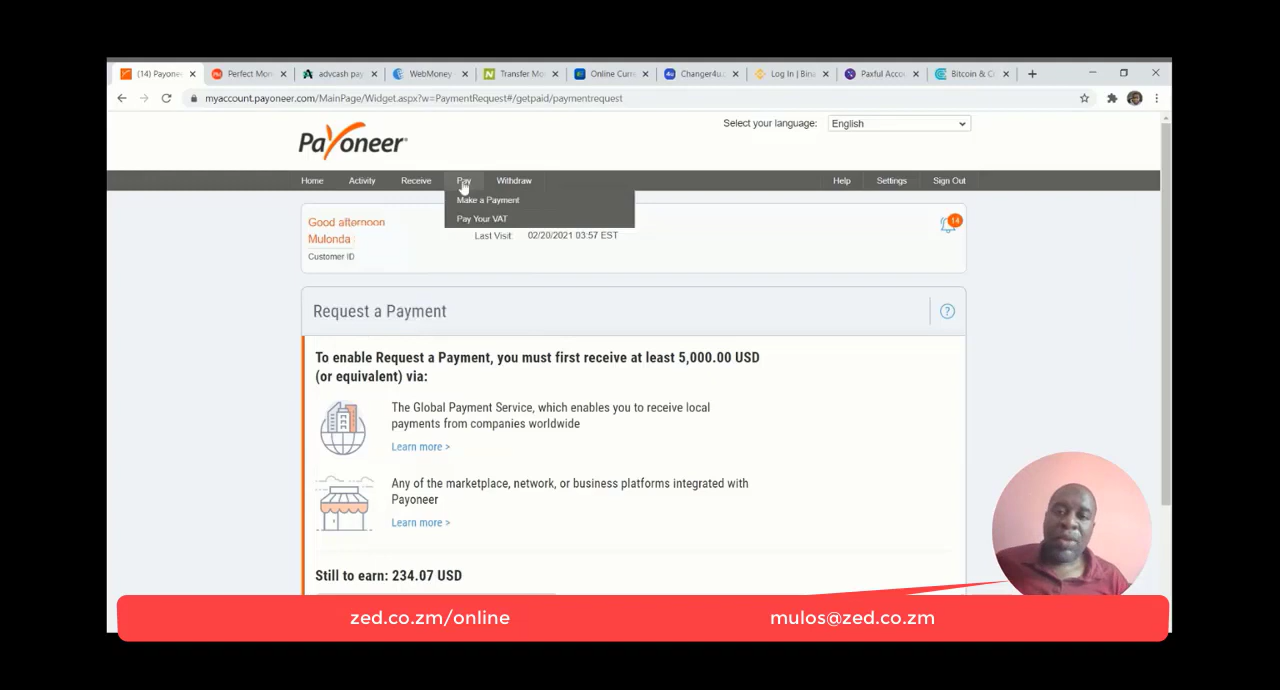 (14) Payone
Perfect Mon
advcash pay
WebMoney
Transfer Mo
Online Curr
Changer4u.
Log In | Bina
Paxful Accou
Bitcoin & C
myaccount.payoneer.com/MainPage/Widget.aspx?w=PaymentRequest#/getpaid/paymentrequest
Select your language: English
Payoneer
Home Activity Receive Pay Withdraw Help Settings Sign Out
Make a Payment
Pay Your VAT
Good afternoon
Mulonda
Last Visit: 02/20/2021 03:57 EST
14
Customer ID
Request a Payment
?
To enable Request a Payment, you must first receive at least 5,000.00 USD
(or equivalent) via:
The Global Payment Service, which enables you to receive local
payments from companies worldwide
Learn more >
Any of the marketplace, network, or business platforms integrated with
Payoneer
Learn more >
Still to earn: 234.07 USD
zed.co.zm/online mulos@zed.co.zm